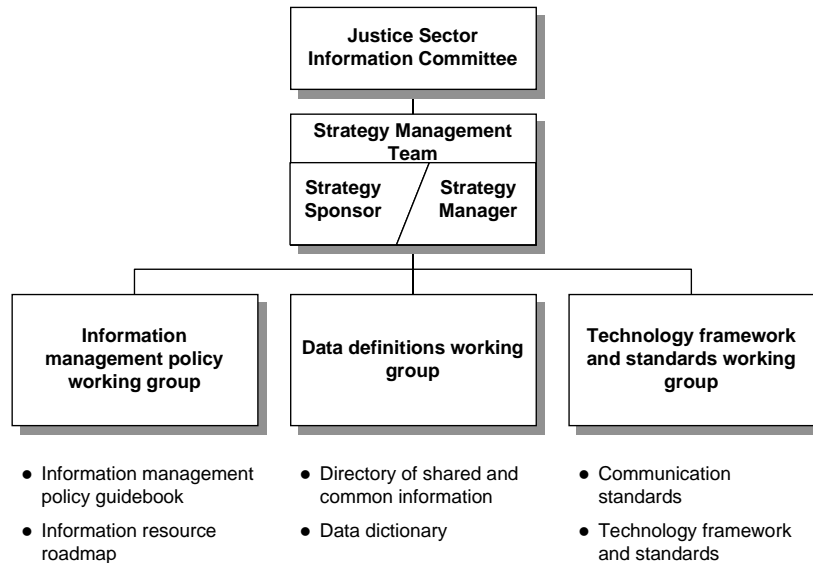 Justice Sector
Information Committee
Strategy Management
Team
Strategy
Sponsor
Strategy
Manager
Information
management policy
working group
Data definitions working
group
Technology framework
and standards working
group
● Information management
policy guidebook
● Information resource
roadmap
● Directory of shared and
common information
● Data dictionary
● Communication
standards
● Technology framework
and standards